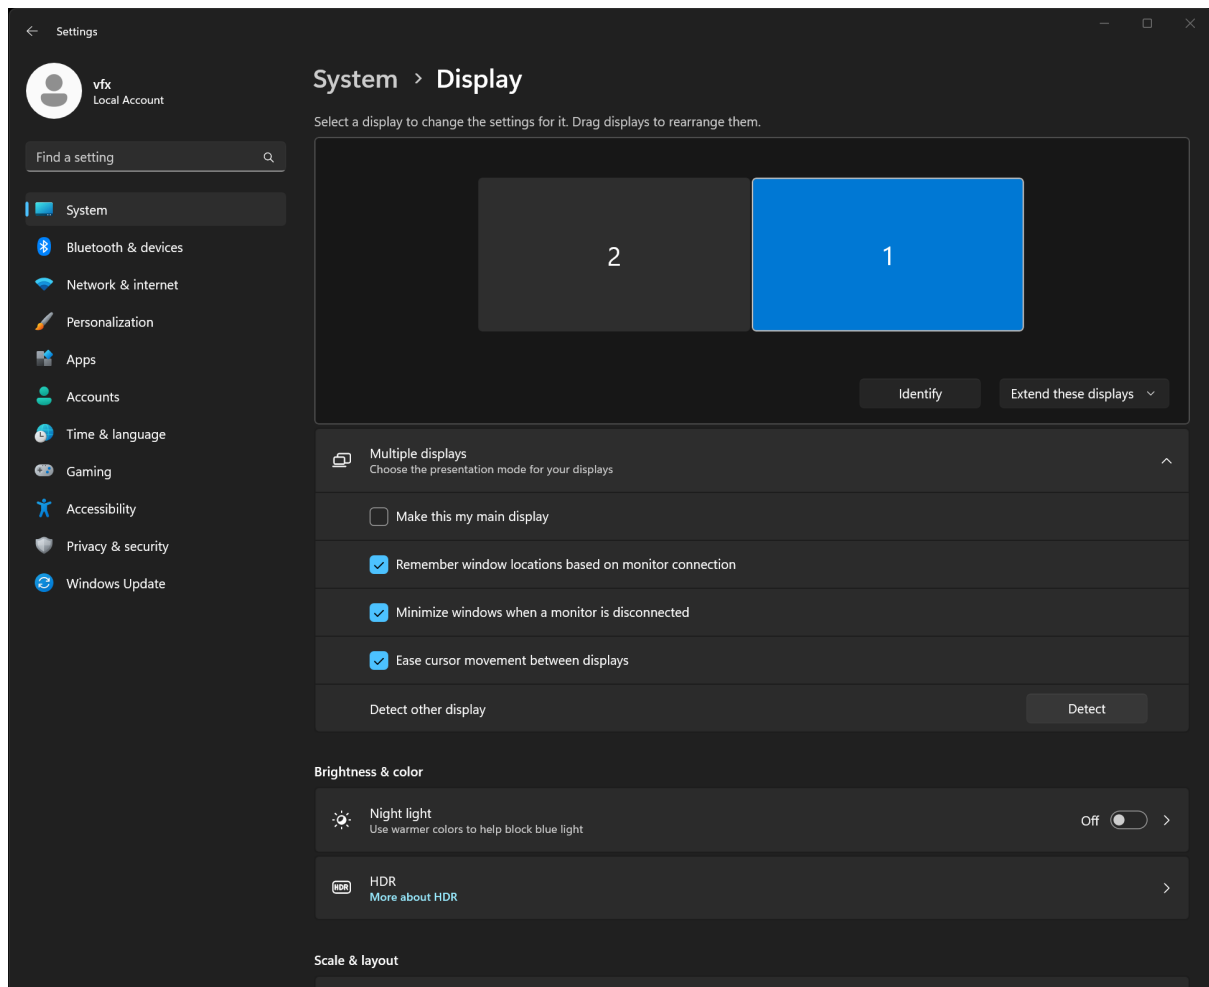 Settings
vfx
Local Account
Find a setting
System
Bluetooth & devices
Network & internet
Personalization
Apps
Accounts
Time & language
Gaming
Accessibility
Privacy & security
Windows Update
System > Display
Select a display to change the settings for it. Drag displays to rearrange them.
2
1
Identify
Extend these displays
Multiple displays
Choose the presentation mode for your displays
Make this my main display
Remember window locations based on monitor connection
Minimize windows when a monitor is disconnected
Ease cursor movement between displays
Detect other display
Detect
Brightness & color
Night light
Use warmer colors to help block blue light
Off
HDR
HDR
More about HDR
Scale & layout